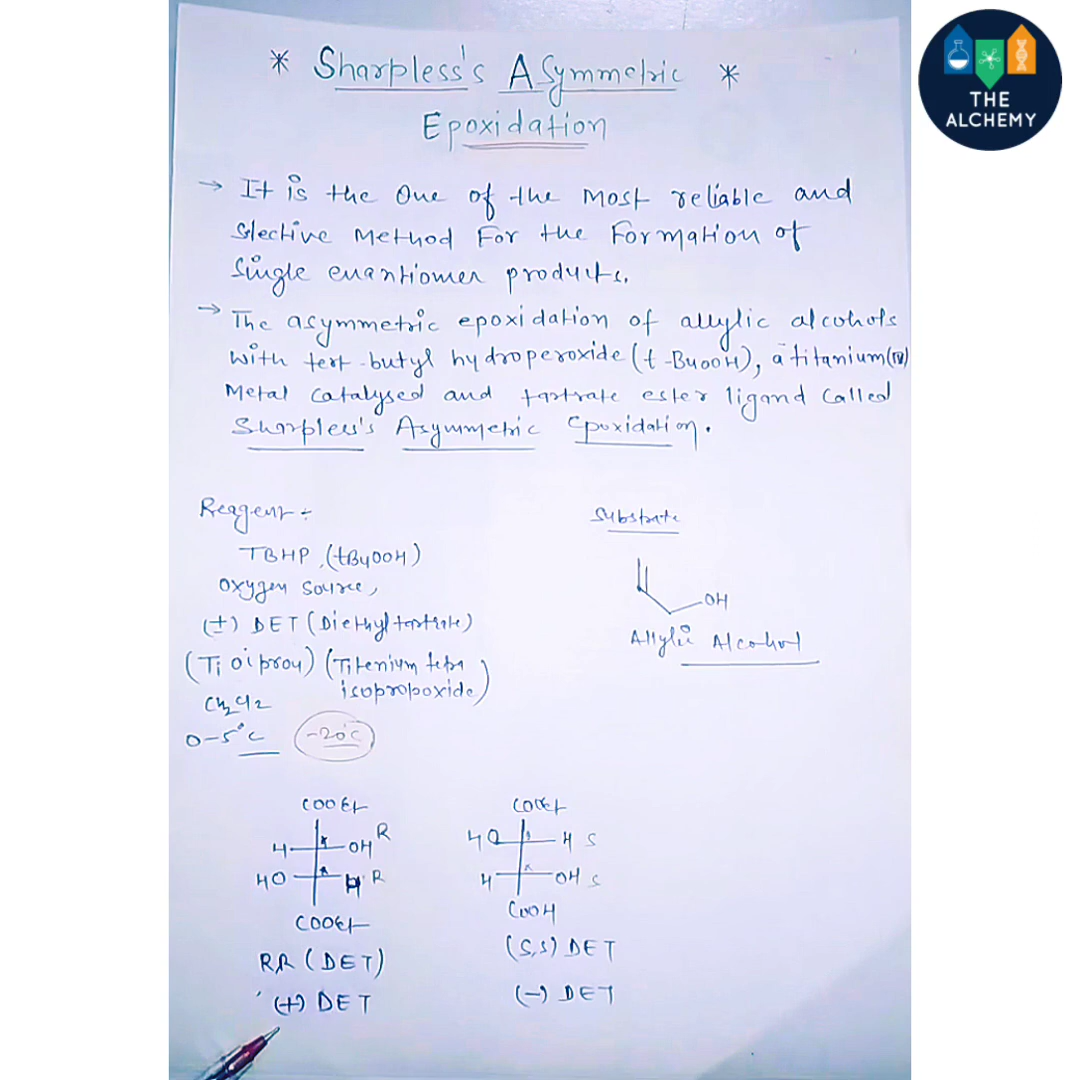 * Sharpless's Asymmetric *
Epoxidation
THE
ALCHEMY
→ It is the One of the Most reliable and
Slective Method For the Formation of
Single enantiomer products.
→ The asymmetric epoxidation of allylic alcohols
with tert-butyl hydroperoxide (t-BuOOH), a titanium(IV)
Metal catalysed and tartrate ester ligand Called
Sharpless's Asymmetric Epoxidation.
Reagent :-
TBHP, (tBuOOH)
Oxygen Source,
(±) DET (Diethyl tartrate)
(Ti oiprou) (Titenium tetra
isopropoxide)
CH2Cl2
0-5°C -20°C
Substrate
OH
Allylic Alcohol
COOEt
H OH R
HO H R
COOEt
RR (DET)
(+) DET
COOEt
HO H S
H OH S
COOH
(S,S) DET
(-) DET